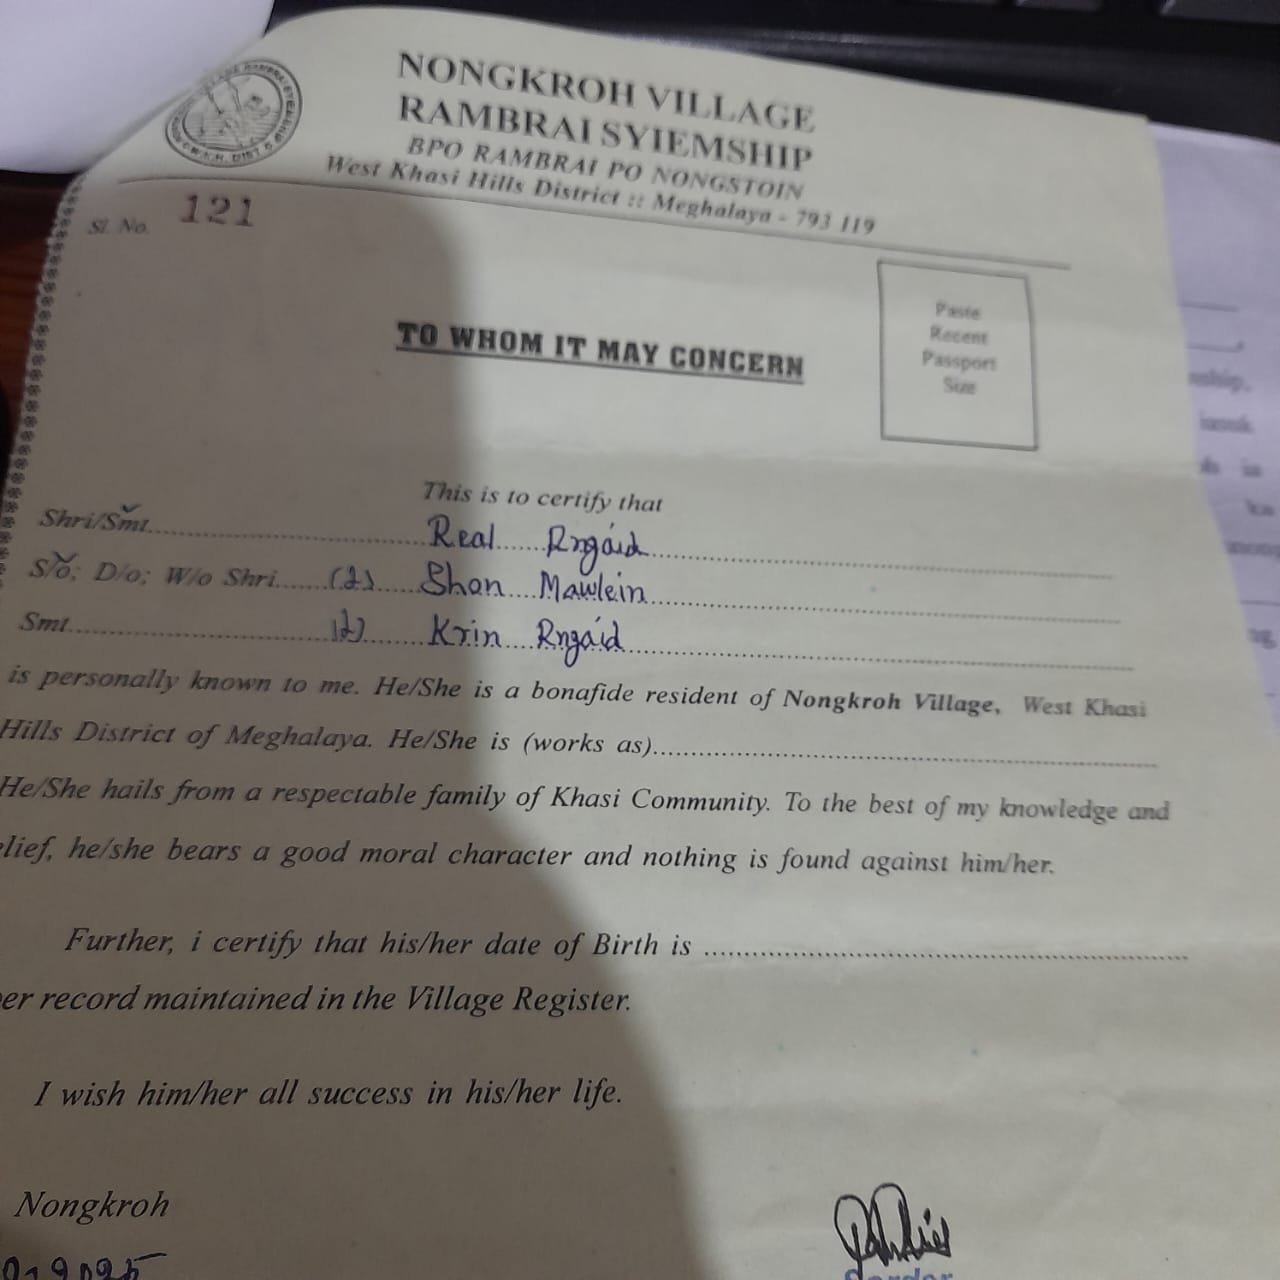 NONGKROH VILLAGE
RAMBRAI SYIEMSHIP
BPO RAMBRAI PO NONGSTOIN
West Khasi Hills District :: Meghalaya - 793 119
Sl. No. 121
Paste
Recent
Passport
Size
TO WHOM IT MAY CONCERN
This is to certify that
Shri/Smt. Real Rngaid
S/o; D/o; W/o Shri (L) Shan Mawlein
Smt. (L) Krin Rngaid
is personally known to me. He/She is a bonafide resident of Nongkroh Village, West Khasi
Hills District of Meghalaya. He/She is (works as)
He/She hails from a respectable family of Khasi Community. To the best of my knowledge and
elief, he/she bears a good moral character and nothing is found against him/her.
Further, i certify that his/her date of Birth is
er record maintained in the Village Register.
I wish him/her all success in his/her life.
Nongkroh